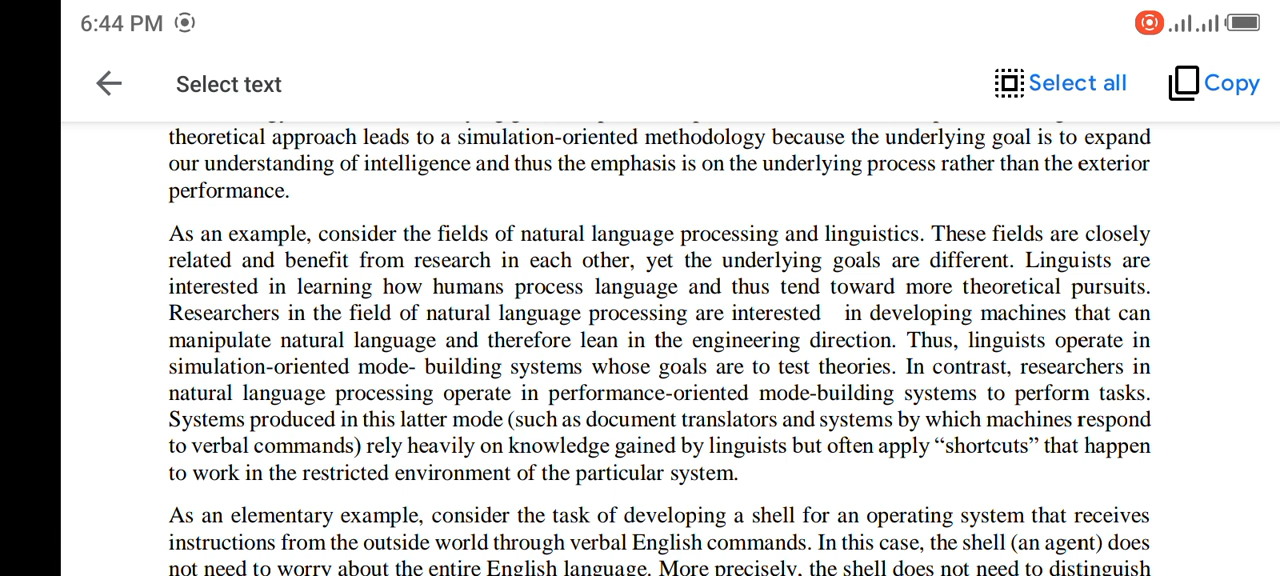 6:44 PM
Select text
Select all
Copy
theoretical approach leads to a simulation-oriented methodology because the underlying goal is to expand
our understanding of intelligence and thus the emphasis is on the underlying process rather than the exterior
performance.
As an example, consider the fields of natural language processing and linguistics. These fields are closely
related and benefit from research in each other, yet the underlying goals are different. Linguists are
interested in learning how humans process language and thus tend toward more theoretical pursuits.
Researchers in the field of natural language processing are interested in developing machines that can
manipulate natural language and therefore lean in the engineering direction. Thus, linguists operate in
simulation-oriented mode- building systems whose goals are to test theories. In contrast, researchers in
natural language processing operate in performance-oriented mode-building systems to perform tasks.
Systems produced in this latter mode (such as document translators and systems by which machines respond
to verbal commands) rely heavily on knowledge gained by linguists but often apply “shortcuts” that happen
to work in the restricted environment of the particular system.
As an elementary example, consider the task of developing a shell for an operating system that receives
instructions from the outside world through verbal English commands. In this case, the shell (an agent) does
not need to worry about the entire English language. More precisely, the shell does not need to distinguish